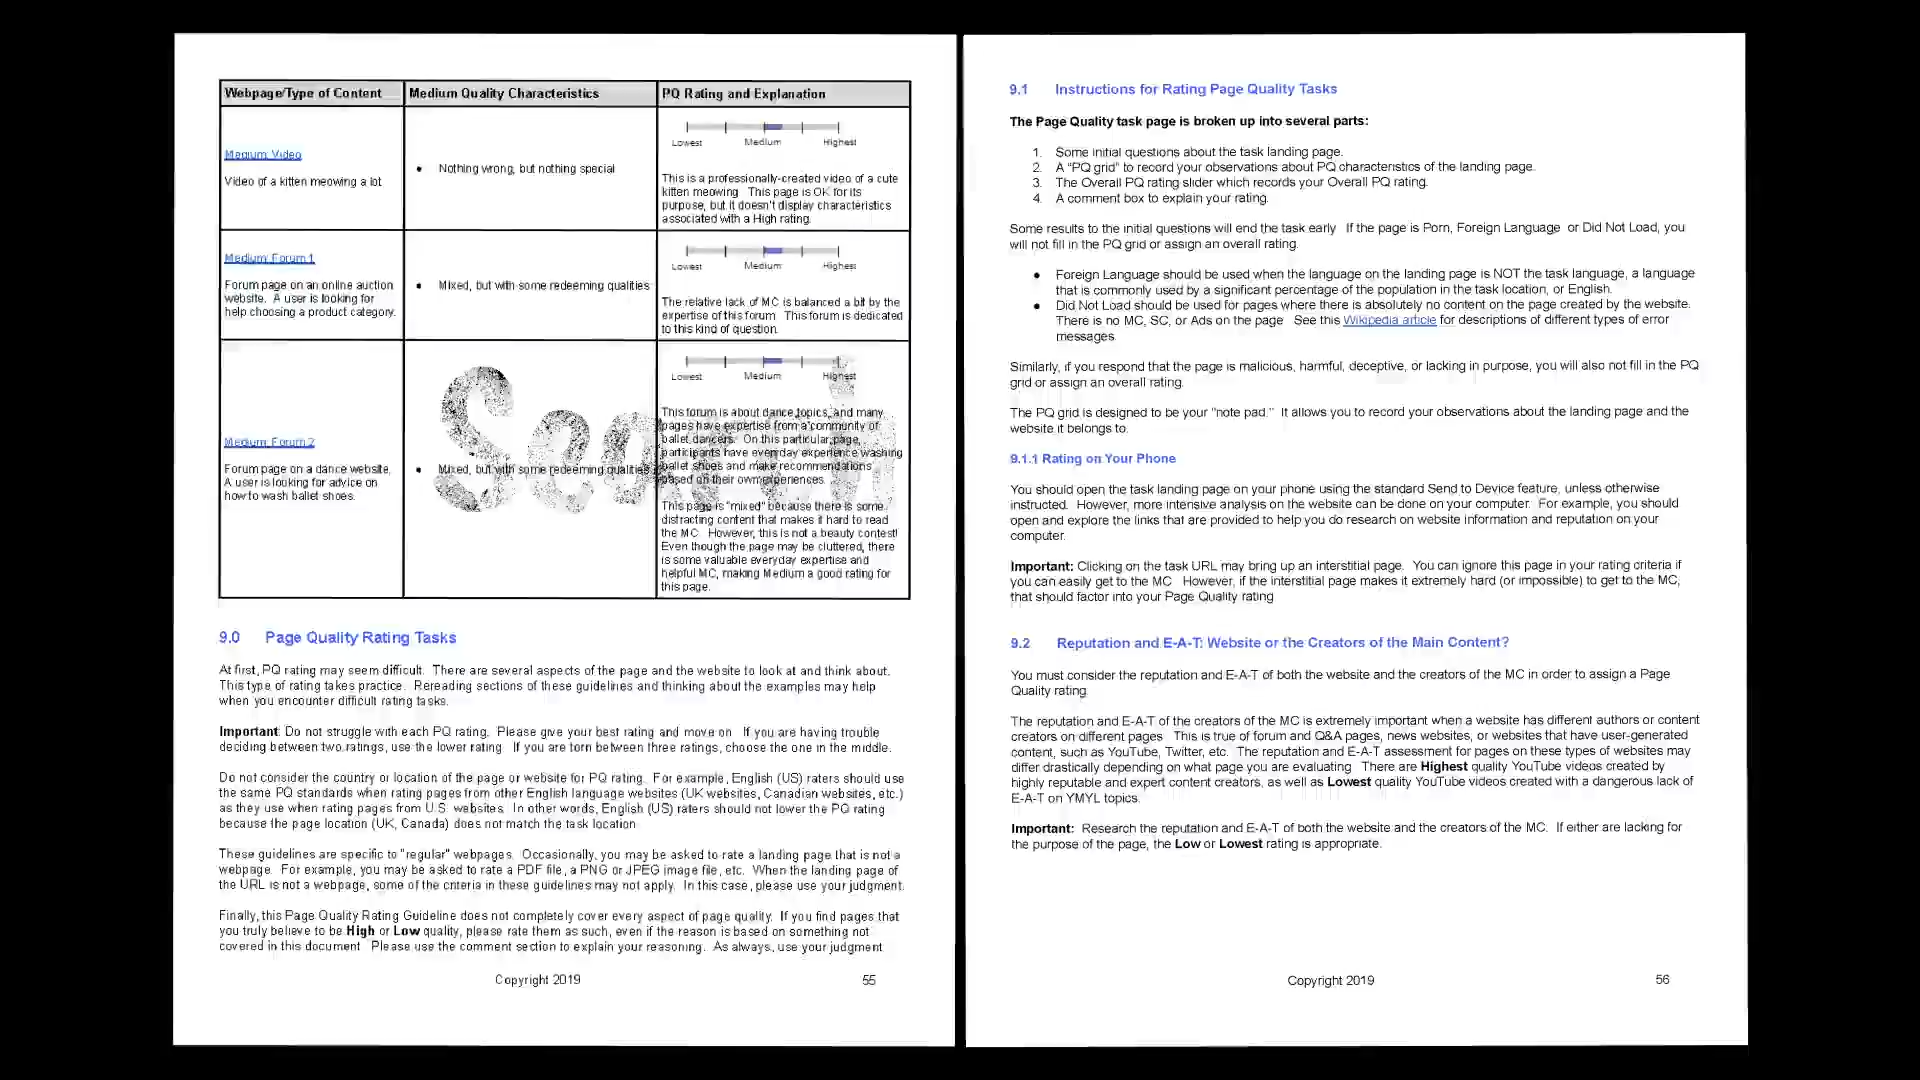 Webpage/Type of Content
Medium Quality Characteristics
PQ Rating and Explanation
Medium: Video
Video of a kitten meowing a lot
• Nothing wrong, but nothing special
Lowest Medium Highest
This is a professionally-created video of a cute
kitten meowing This page is OK for its
purpose, but it doesn't display characteristics
associated with a High rating.
Medium: Forum 1
Forum page on an online auction
website. A user is looking for
help choosing a product category.
• Mixed, but with some redeeming qualities
Lowest Medium Highest
The relative lack of MC is balanced a bit by the
expertise of this forum This forum is dedicated
to this kind of question.
Medium: Forum 2
Forum page on a dance website.
A user is looking for advice on
how to wash ballet shoes.
• Mixed, but with some redeeming qualities
Lowest Medium Highest
This forum is about dance topics, and many
pages have expertise from a community of
ballet dancers. On this particular page,
participants have everyday experience washing
ballet shoes and make recommendations
based on their own experiences.
This page is "mixed" because there is some
distracting content that makes it hard to read
the MC However, this is not a beauty contest!
Even though the page may be cluttered, there
is some valuable everyday expertise and
helpful MC, making Medium a good rating for
this page.
Search
9.0 Page Quality Rating Tasks
At first, PQ rating may seem difficult. There are several aspects of the page and the website to look at and think about.
This type of rating takes practice. Rereading sections of these guidelines and thinking about the examples may help
when you encounter difficult rating tasks.
Important: Do not struggle with each PQ rating. Please give your best rating and move on If you are having trouble
deciding between two ratings, use the lower rating If you are torn between three ratings, choose the one in the middle.
Do not consider the country or location of the page or website for PQ rating. For example, English (US) raters should use
the same PQ standards when rating pages from other English language websites (UK websites, Canadian websites, etc.)
as they use when rating pages from U.S. websites. In other words, English (US) raters should not lower the PQ rating
because the page location (UK, Canada) does not match the task location
These guidelines are specific to "regular" webpages. Occasionally, you may be asked to rate a landing page that is not a
webpage. For example, you may be asked to rate a PDF file, a PNG or JPEG image file, etc. When the landing page of
the URL is not a webpage, some of the criteria in these guidelines may not apply. In this case, please use your judgment.
Finally, this Page Quality Rating Guideline does not completely cover every aspect of page quality. If you find pages that
you truly believe to be High or Low quality, please rate them as such, even if the reason is based on something not
covered in this document Please use the comment section to explain your reasoning. As always, use your judgment
Copyright 2019 55
9.1 Instructions for Rating Page Quality Tasks
The Page Quality task page is broken up into several parts:
1. Some initial questions about the task landing page.
2. A "PQ grid" to record your observations about PQ characteristics of the landing page.
3. The Overall PQ rating slider which records your Overall PQ rating.
4. A comment box to explain your rating.
Some results to the initial questions will end the task early If the page is Porn, Foreign Language or Did Not Load, you
will not fill in the PQ grid or assign an overall rating.
• Foreign Language should be used when the language on the landing page is NOT the task language, a language
that is commonly used by a significant percentage of the population in the task location, or English.
• Did Not Load should be used for pages where there is absolutely no content on the page created by the website.
There is no MC, SC, or Ads on the page See this Wikipedia article for descriptions of different types of error
messages.
Similarly, if you respond that the page is malicious, harmful, deceptive, or lacking in purpose, you will also not fill in the PQ
grid or assign an overall rating.
The PQ grid is designed to be your "note pad." It allows you to record your observations about the landing page and the
website it belongs to.
9.1.1 Rating on Your Phone
You should open the task landing page on your phone using the standard Send to Device feature, unless otherwise
instructed. However, more intensive analysis on the website can be done on your computer. For example, you should
open and explore the links that are provided to help you do research on website information and reputation on your
computer.
Important: Clicking on the task URL may bring up an interstitial page. You can ignore this page in your rating criteria if
you can easily get to the MC However, if the interstitial page makes it extremely hard (or impossible) to get to the MC,
that should factor into your Page Quality rating
9.2 Reputation and E-A-T: Website or the Creators of the Main Content?
You must consider the reputation and E-A-T of both the website and the creators of the MC in order to assign a Page
Quality rating.
The reputation and E-A-T of the creators of the MC is extremely important when a website has different authors or content
creators on different pages This is true of forum and Q&A pages, news websites, or websites that have user-generated
content, such as YouTube, Twitter, etc. The reputation and E-A-T assessment for pages on these types of websites may
differ drastically depending on what page you are evaluating There are Highest quality YouTube videos created by
highly reputable and expert content creators, as well as Lowest quality YouTube videos created with a dangerous lack of
E-A-T on YMYL topics.
Important: Research the reputation and E-A-T of both the website and the creators of the MC. If either are lacking for
the purpose of the page, the Low or Lowest rating is appropriate.
Copyright 2019 56